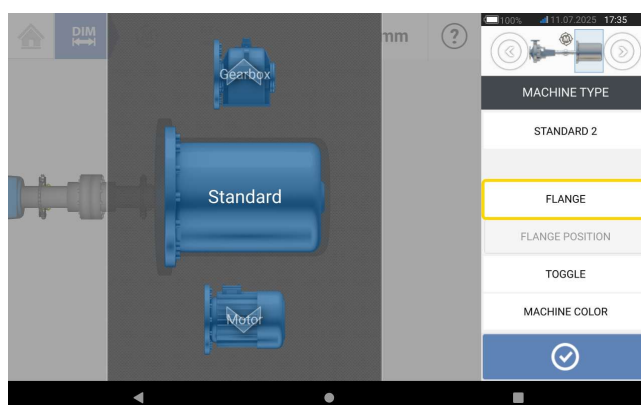 100% 11.07.2025 17:35
DIM
mm
?
Gearbox
MACHINE TYPE
STANDARD 2
Standard
FLANGE
FLANGE POSITION
TOGGLE
Motor
MACHINE COLOR